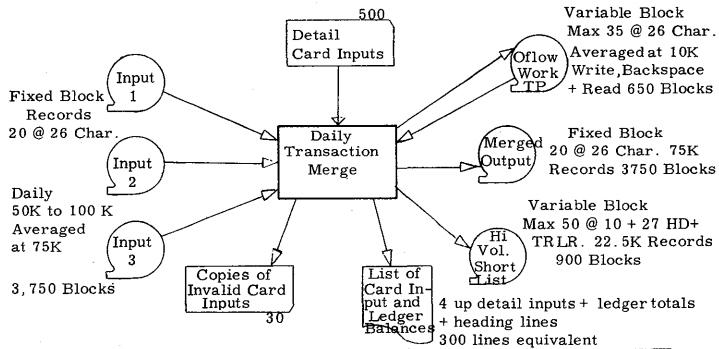 500
Detail
Card Inputs
Variable Block
Max 35 @ 26 Char.
Averaged at 10K
Write, Backspace
+ Read 650 Blocks
Oflow
Work
TP
Input
1
Fixed Block
Records
20 @ 26 Char.
Input
2
Daily
Transaction
Merge
Merged
Output
Fixed Block
20 @ 26 Char. 75K
Records 3750 Blocks
Daily
50K to 100 K
Averaged
at 75K
3,750 Blocks
Input
3
Hi
Vol.
Short
List
Variable Block
Max 50 @ 10 + 27 HD+
TRLR. 22.5K Records
900 Blocks
Copies of
Invalid Card
Inputs
30
List of
Card In-
put and
Ledger
Balances
4 up detail inputs + ledger totals
+ heading lines
300 lines equivalent